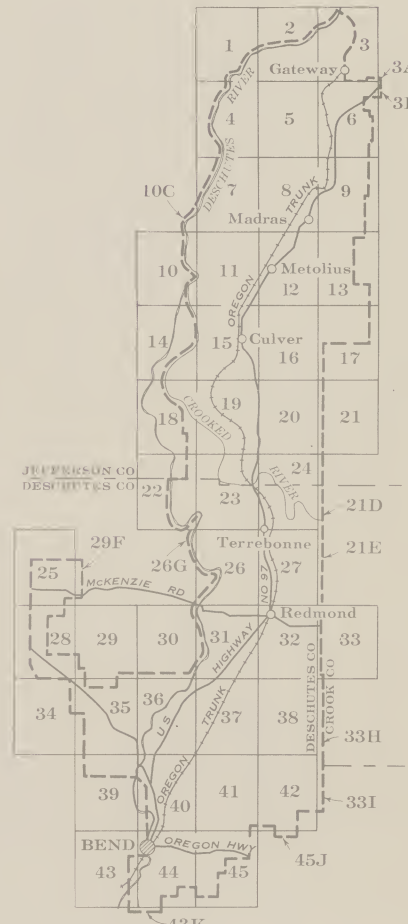 1 2 3
Gateway
3A
RIVER
4 5 6
10C
DESCHUTES
7 8 9
TRUNK
Madras
10 11
Metolius
12 13
OREGON
14 15
Culver
16 17
18 19
CROOKED
20 21
JEFFERSON CO
DESCHUTES CO
22 23 24
RIVER
21D
29F
26G
Terrebonne
21E
25
MCKENZIE RD
26 27
NO 97
Redmond
28 29 30 31 32 33
HIGHWAY
U S
34 35 36 37 38
TRUNK
DESCHUTES CO
CROOK CO
33H
39 40 41 42
OREGON
33I
BEND
OREGON HWY
45J
43 44 45
43K